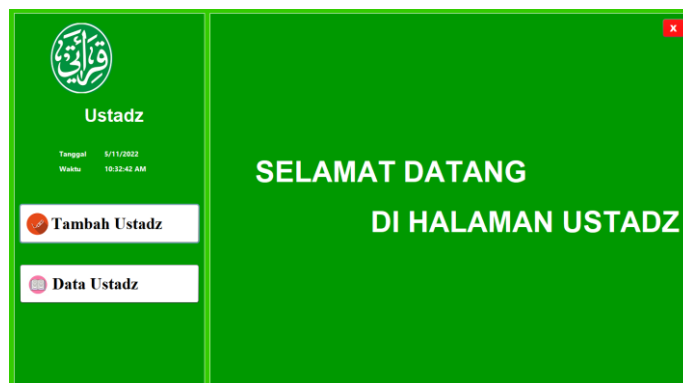 قرآتي
Ustadz
Tanggal 5/11/2022
Waktu 10:32:42 AM
Tambah Ustadz
Data Ustadz
X
SELAMAT DATANG
DI HALAMAN USTADZ